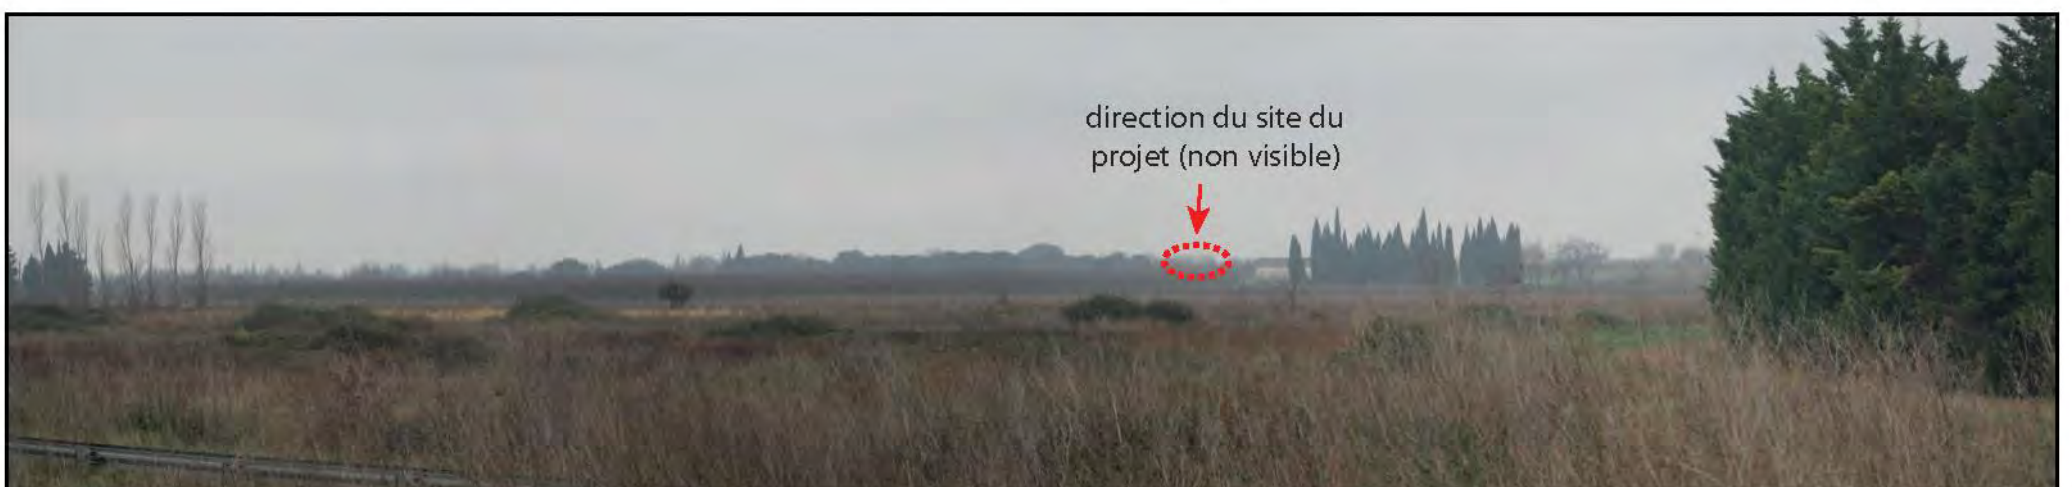 direction du site du
projet (non visible)